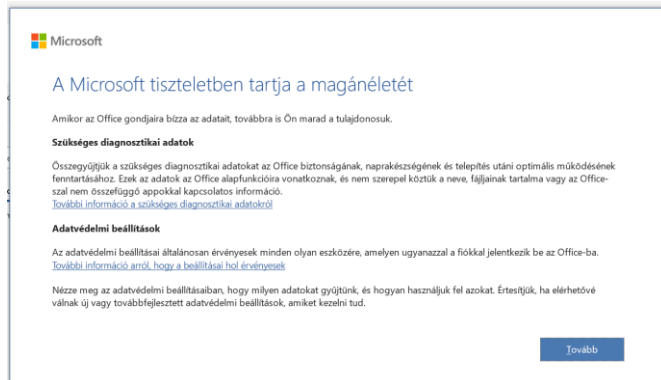 Microsoft
A Microsoft tiszteletben tartja a magánéletét
Amikor az Office gondjaira bízza az adatait, továbbra is Ön marad a tulajdonosuk.
Szükséges diagnosztikai adatok
Összegyűjtjük a szükséges diagnosztikai adatokat az Office biztonságának, naprakészségének és telepítés utáni optimális működésének
fenntartásához. Ezek az adatok az Office alapfunkcióira vonatkoznak, és nem szerepel köztük a neve, fájljainak tartalma vagy az Office-
szal nem összefüggő appokkal kapcsolatos információ.
További információ a szükséges diagnosztikai adatokról
Adatvédelmi beállítások
Az adatvédelmi beállításai általánosan érvényesek minden olyan eszközére, amelyen ugyanazzal a fiókkal jelentkezik be az Office-ba.
További információ arról, hogy a beállításai hol érvényesek
Nézze meg az adatvédelmi beállításaiban, hogy milyen adatokat gyűjtünk, és hogyan használjuk fel azokat. Értesítjük, ha elérhetővé
válnak új vagy továbbfejlesztett adatvédelmi beállítások, amiket kezelni tud.
Tovább